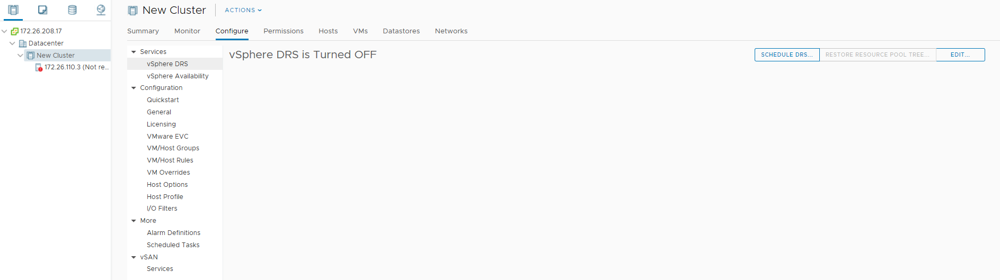 New Cluster
ACTIONS
172.26.208.17
Datacenter
New Cluster
172.26.110.3 (Not re...
Summary
Monitor
Configure
Permissions
Hosts
VMs
Datastores
Networks
Services
vSphere DRS
vSphere Availability
Configuration
Quickstart
General
Licensing
VMware EVC
VM/Host Groups
VM/Host Rules
VM Overrides
Host Options
Host Profile
I/O Filters
More
Alarm Definitions
Scheduled Tasks
vSAN
Services
vSphere DRS is Turned OFF
SCHEDULE DRS...
RESTORE RESOURCE POOL TREE...
EDIT...